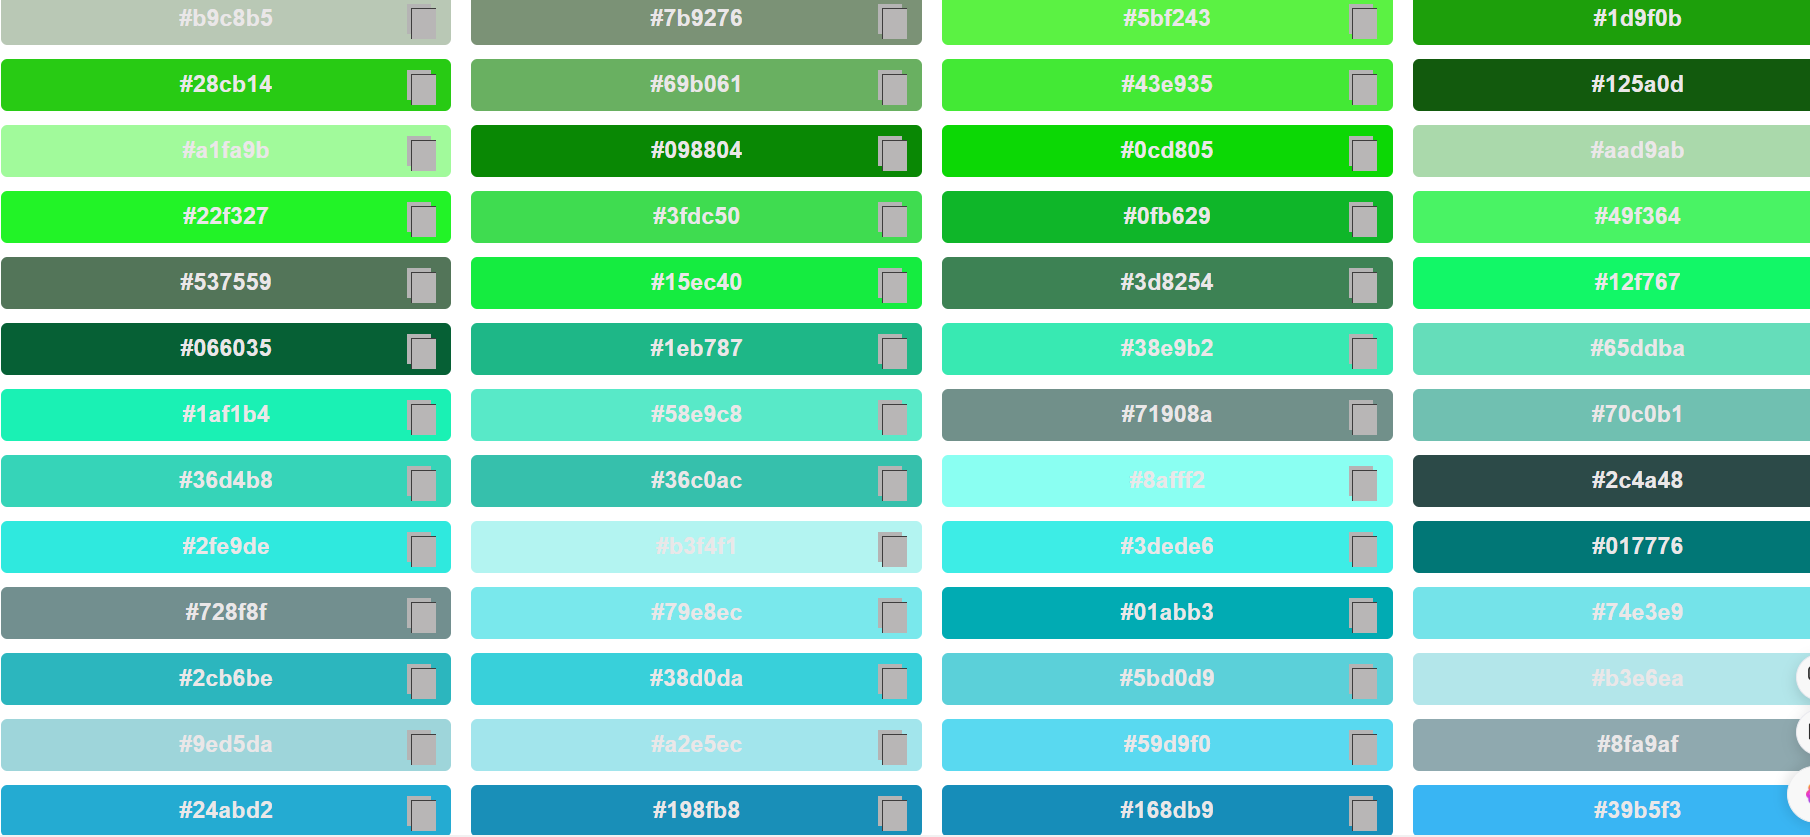 #b9c8b5 #7b9276 #5bf243 #1d9f0b
#28cb14 #69b061 #43e935 #125a0d
#a1fa9b #098804 #0cd805 #aad9ab
#22f327 #3fdc50 #0fb629 #49f364
#537559 #15ec40 #3d8254 #12f767
#066035 #1eb787 #38e9b2 #65ddba
#1af1b4 #58e9c8 #71908a #70c0b1
#36d4b8 #36c0ac #8afff2 #2c4a48
#2fe9de #b3f4f1 #3dede6 #017776
#728f8f #79e8ec #01abb3 #74e3e9
#2cb6be #38d0da #5bd0d9 #b3e6ea
#9ed5da #a2e5ec #59d9f0 #8fa9af
#24abd2 #198fb8 #168db9 #39b5f3